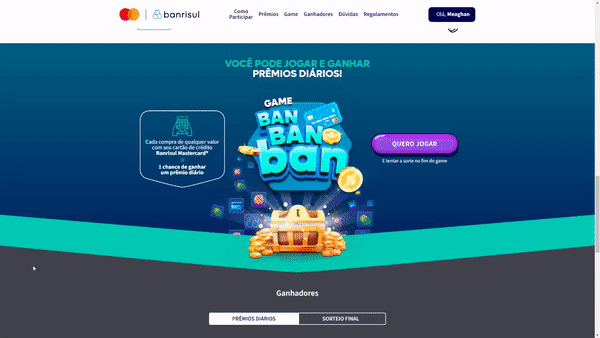 banrisul
Como
Participar
Prêmios
Game
Ganhadores
Dúvidas
Regulamentos
Olá, Meaghan
VOCÊ PODE JOGAR E GANHAR
PRÊMIOS DIÁRIOS!
Cada compra de qualquer valor
com seu cartão de crédito
Banrisul Mastercard®
1 chance de ganhar
um prêmio diário
GAME
BAN
BAN
ban
QUERO JOGAR
E tentar a sorte no fim do game
Ganhadores
PRÊMIOS DIÁRIOS
SORTEIO FINAL